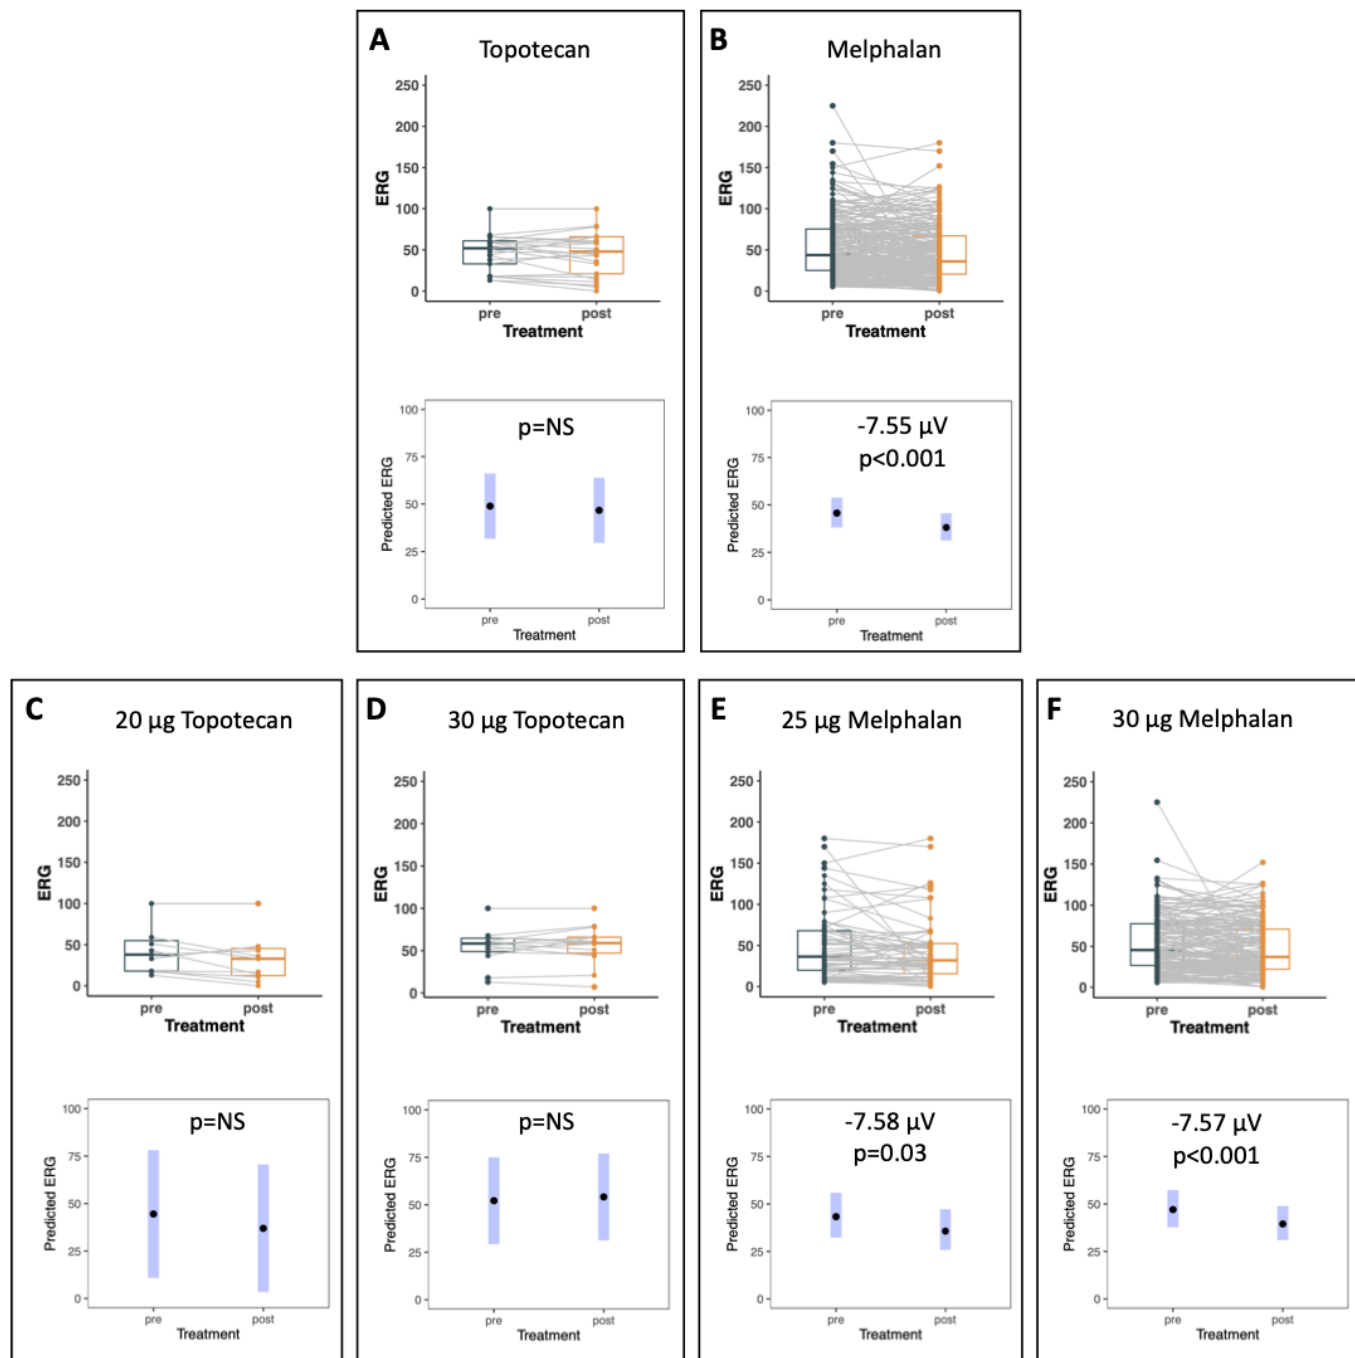 A
Topotecan
250
200
150
100
50
0
ERG
pre
post
Treatment
100
75
50
25
0
Predicted ERG
p=NS
pre
post
Treatment
B
Melphalan
250
200
150
100
50
0
ERG
pre
post
Treatment
100
75
50
25
0
Predicted ERG
-7.55 µV
p<0.001
pre
post
Treatment
C
20 µg Topotecan
250
200
150
100
50
0
ERG
pre
post
Treatment
100
75
50
25
0
Predicted ERG
p=NS
pre
post
Treatment
D
30 µg Topotecan
250
200
150
100
50
0
ERG
pre
post
Treatment
100
75
50
25
0
Predicted ERG
p=NS
pre
post
Treatment
E
25 µg Melphalan
250
200
150
100
50
0
ERG
pre
post
Treatment
100
75
50
25
0
Predicted ERG
-7.58 µV
p=0.03
pre
post
Treatment
F
30 µg Melphalan
250
200
150
100
50
0
ERG
pre
post
Treatment
100
75
50
25
0
Predicted ERG
-7.57 µV
p<0.001
pre
post
Treatment